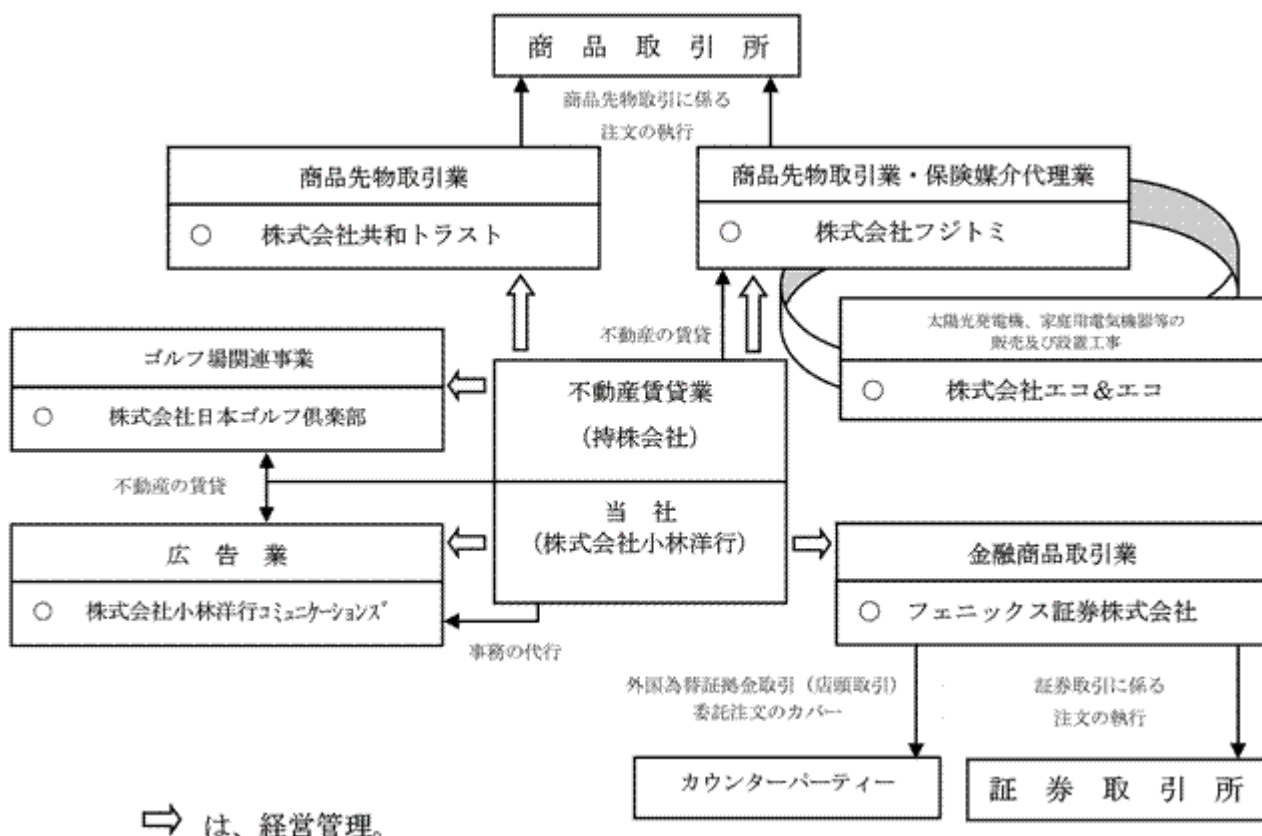 商品取引所
商品先物取引に係る
注文の執行
商品先物取引業
○ 株式会社共和トラスト
商品先物取引業・保険媒介代理業
○ 株式会社フジトミ
不動産の賃貸
太陽光発電機、家庭用電気機器等の
販売及び設置工事
○ 株式会社エコ&エコ
ゴルフ場関連事業
○ 株式会社日本ゴルフ倶楽部
不動産賃貸業
(持株会社)
当 社
(株式会社小林洋行)
不動産の賃貸
広告業
○ 株式会社小林洋行ｺﾐｭﾆｹｰｼｮﾝｽﾞ
事務の代行
金融商品取引業
○ フェニックス証券株式会社
外国為替証拠金取引(店頭取引)
委託注文のカバー
証券取引に係る
注文の執行
カウンターパーティー
証券取引所
⇨ は、経営管理。